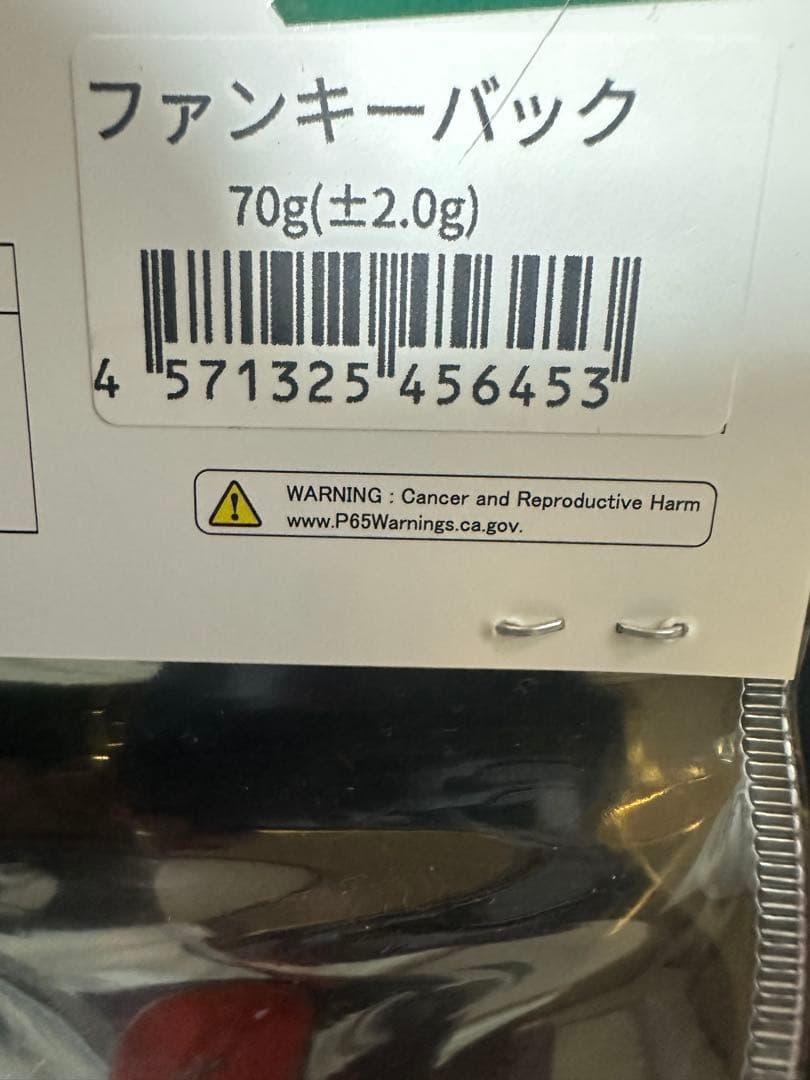 ファンキーバック
70g(±2.0g)
4 571325 456453
WARNING : Cancer and Reproductive Harm
www.P65Warnings.ca.gov.